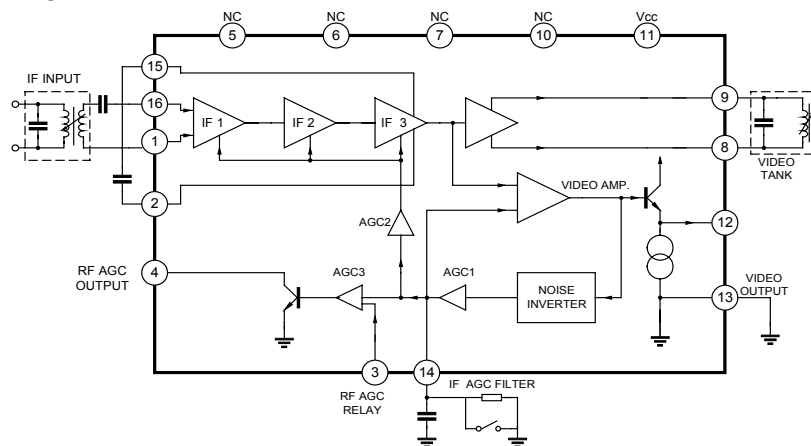 NC
NC
NC
NC
Vcc
5
6
7
10
11
IF INPUT
15
16
1
2
IF 1
IF 2
IF 3
9
8
VIDEO
TANK
VIDEO AMP.
12
AGC2
RF AGC
OUTPUT
4
AGC3
AGC1
NOISE
INVERTER
VIDEO
OUTPUT
13
3
14
RF AGC
RELAY
IF AGC FILTER